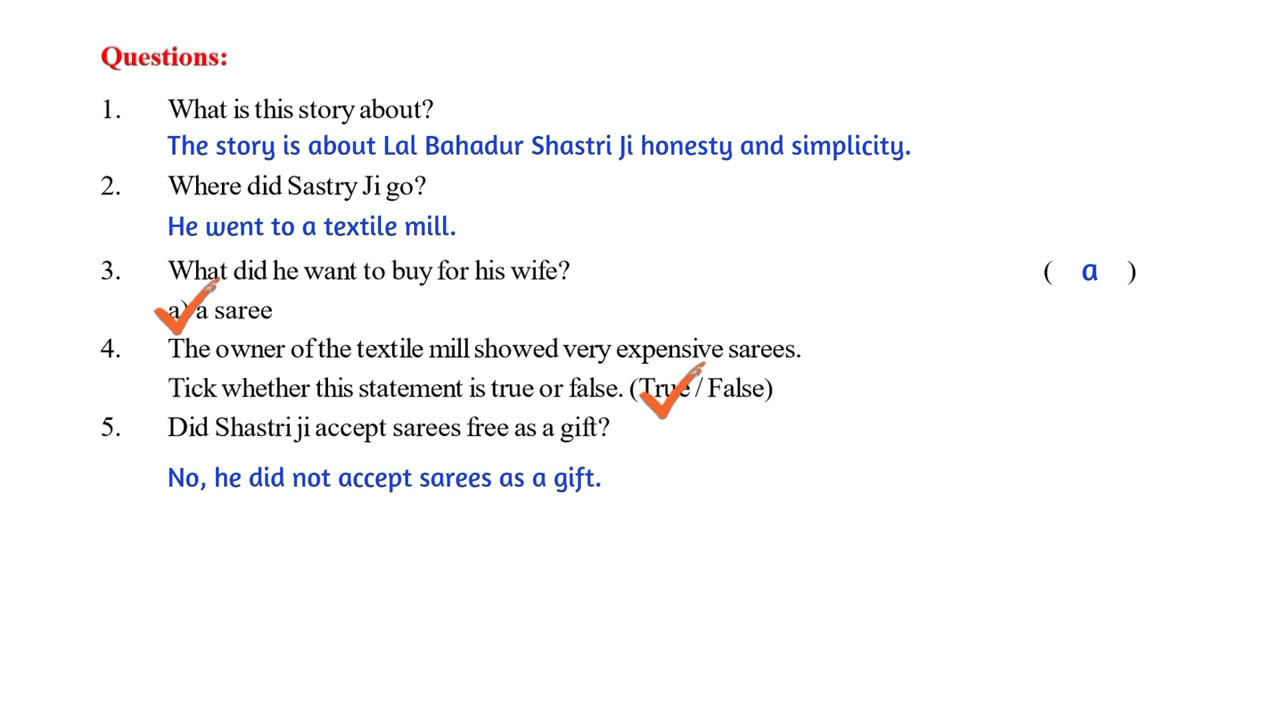 Questions:
1. What is this story about?
The story is about Lal Bahadur Shastri Ji honesty and simplicity.
2. Where did Sastry Ji go?
He went to a textile mill.
3. What did he want to buy for his wife? ( a )
a) a saree
4. The owner of the textile mill showed very expensive sarees.
Tick whether this statement is true or false. (True / False)
5. Did Shastri ji accept sarees free as a gift?
No, he did not accept sarees as a gift.